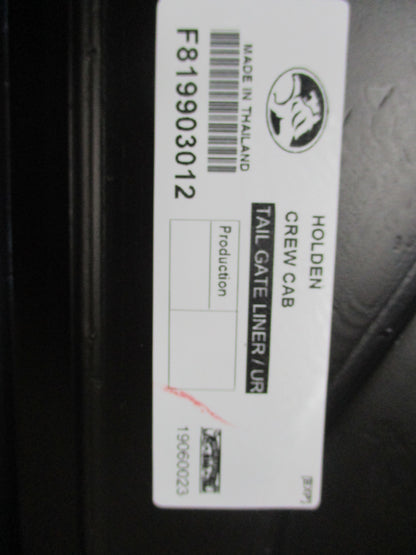 HOLDEN
CREW CAB
TAIL GATE LINER / UR
MADE IN THAILAND
F819903012
Production
19060023